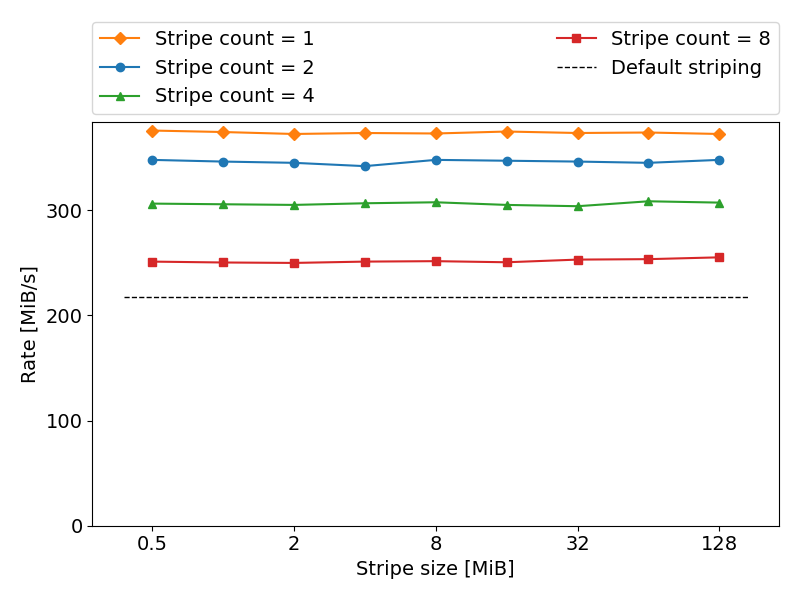 Stripe count = 1
Stripe count = 2
Stripe count = 4
Stripe count = 8
Default striping
300
200
100
0
Rate [MiB/s]
0.5 2 8 32 128
Stripe size [MiB]